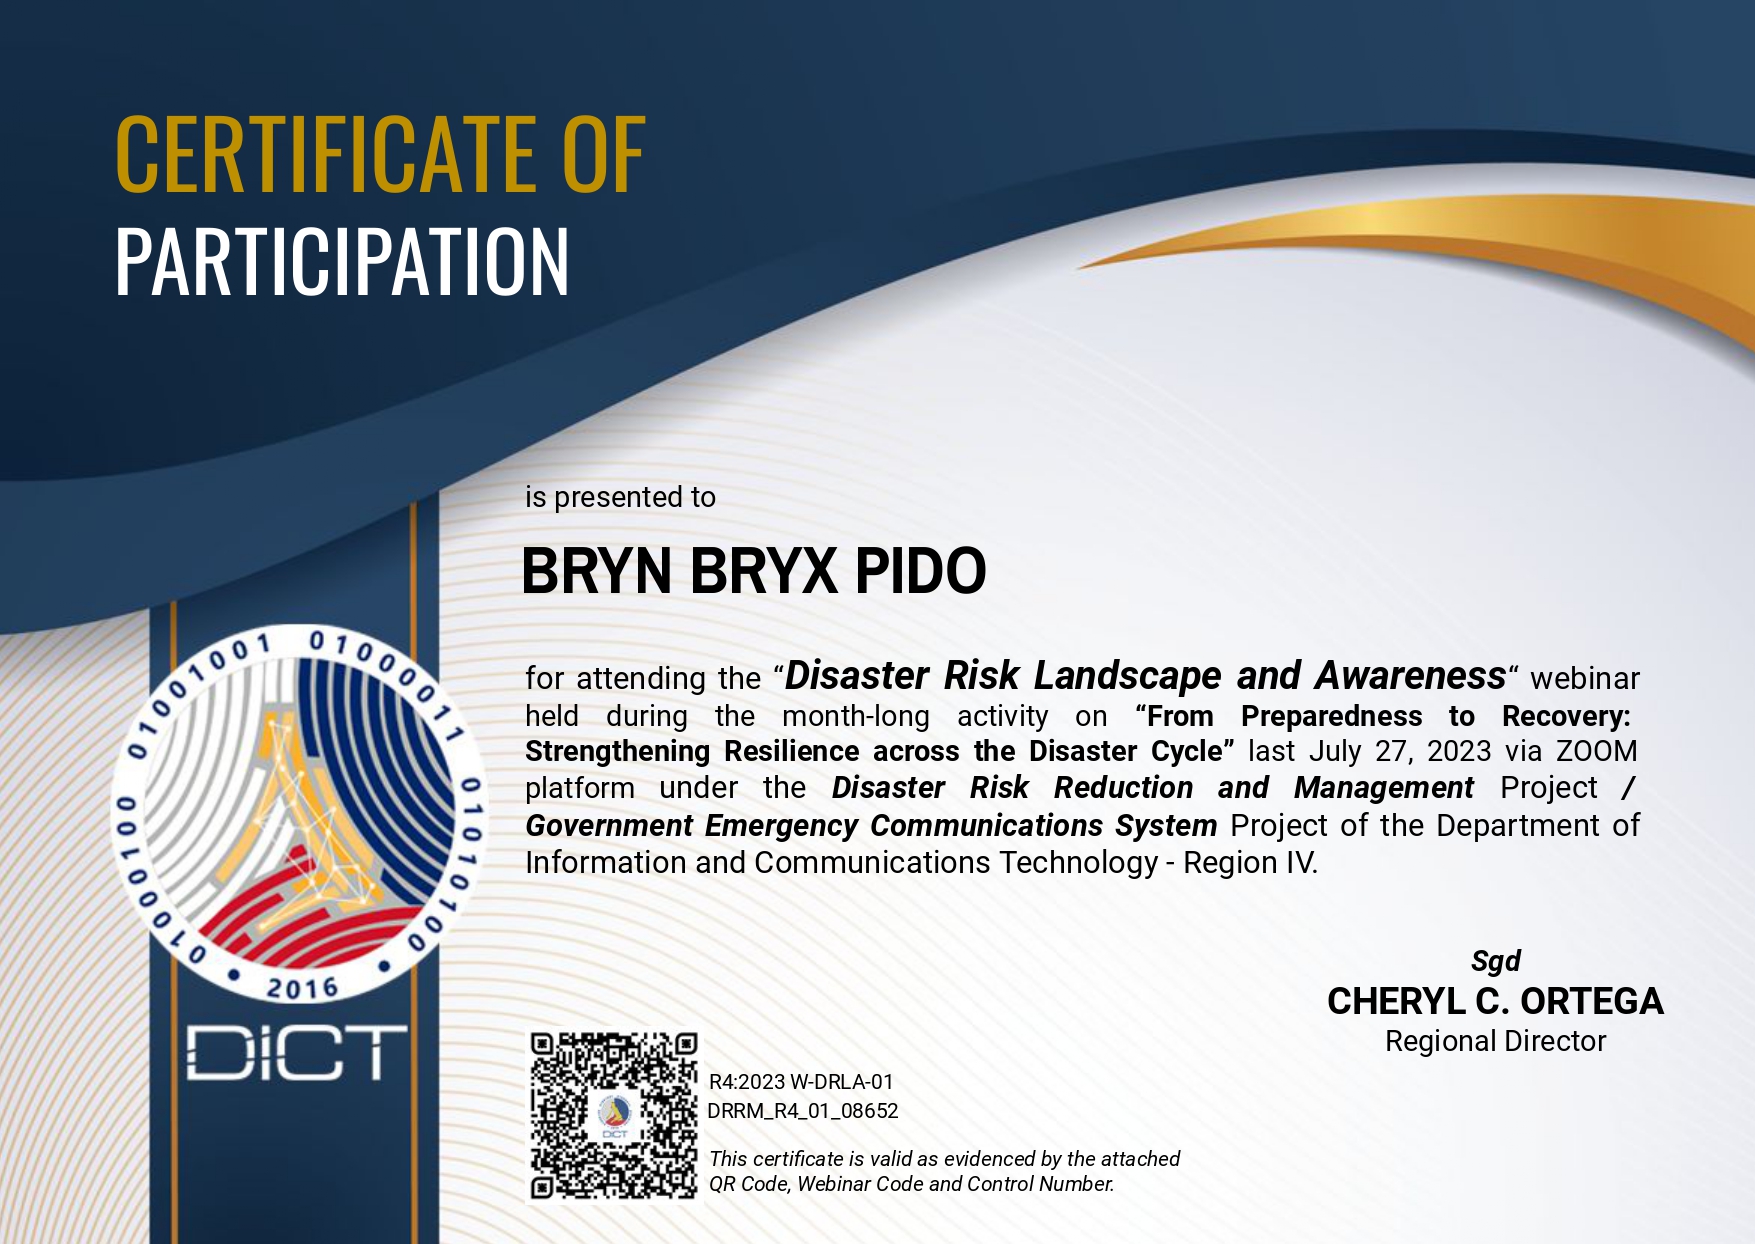 CERTIFICATE OF
PARTICIPATION
is presented to
BRYN BRYX PIDO
for attending the “Disaster Risk Landscape and Awareness“ webinar
held during the month-long activity on “From Preparedness to Recovery:
Strengthening Resilience across the Disaster Cycle” last July 27, 2023 via ZOOM
platform under the Disaster Risk Reduction and Management Project /
Government Emergency Communications System Project of the Department of
Information and Communications Technology - Region IV.
01000100 01001001 01000011 01010100
2016
DICT
Sgd
CHERYL C. ORTEGA
Regional Director
DICT
R4:2023 W-DRLA-01
DRRM_R4_01_08652
This certificate is valid as evidenced by the attached
QR Code, Webinar Code and Control Number.